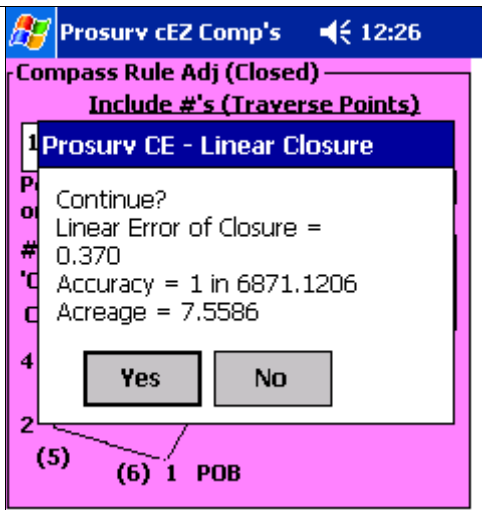 Prosurv cEZ Comp's 12:26
Compass Rule Adj (Closed)
Include #'s (Traverse Points)
1
Prosurv CE - Linear Closure
Continue?
Linear Error of Closure =
0.370
Accuracy = 1 in 6871.1206
Acreage = 7.5586
Yes No
#
4
2
(5)
(6) 1 POB